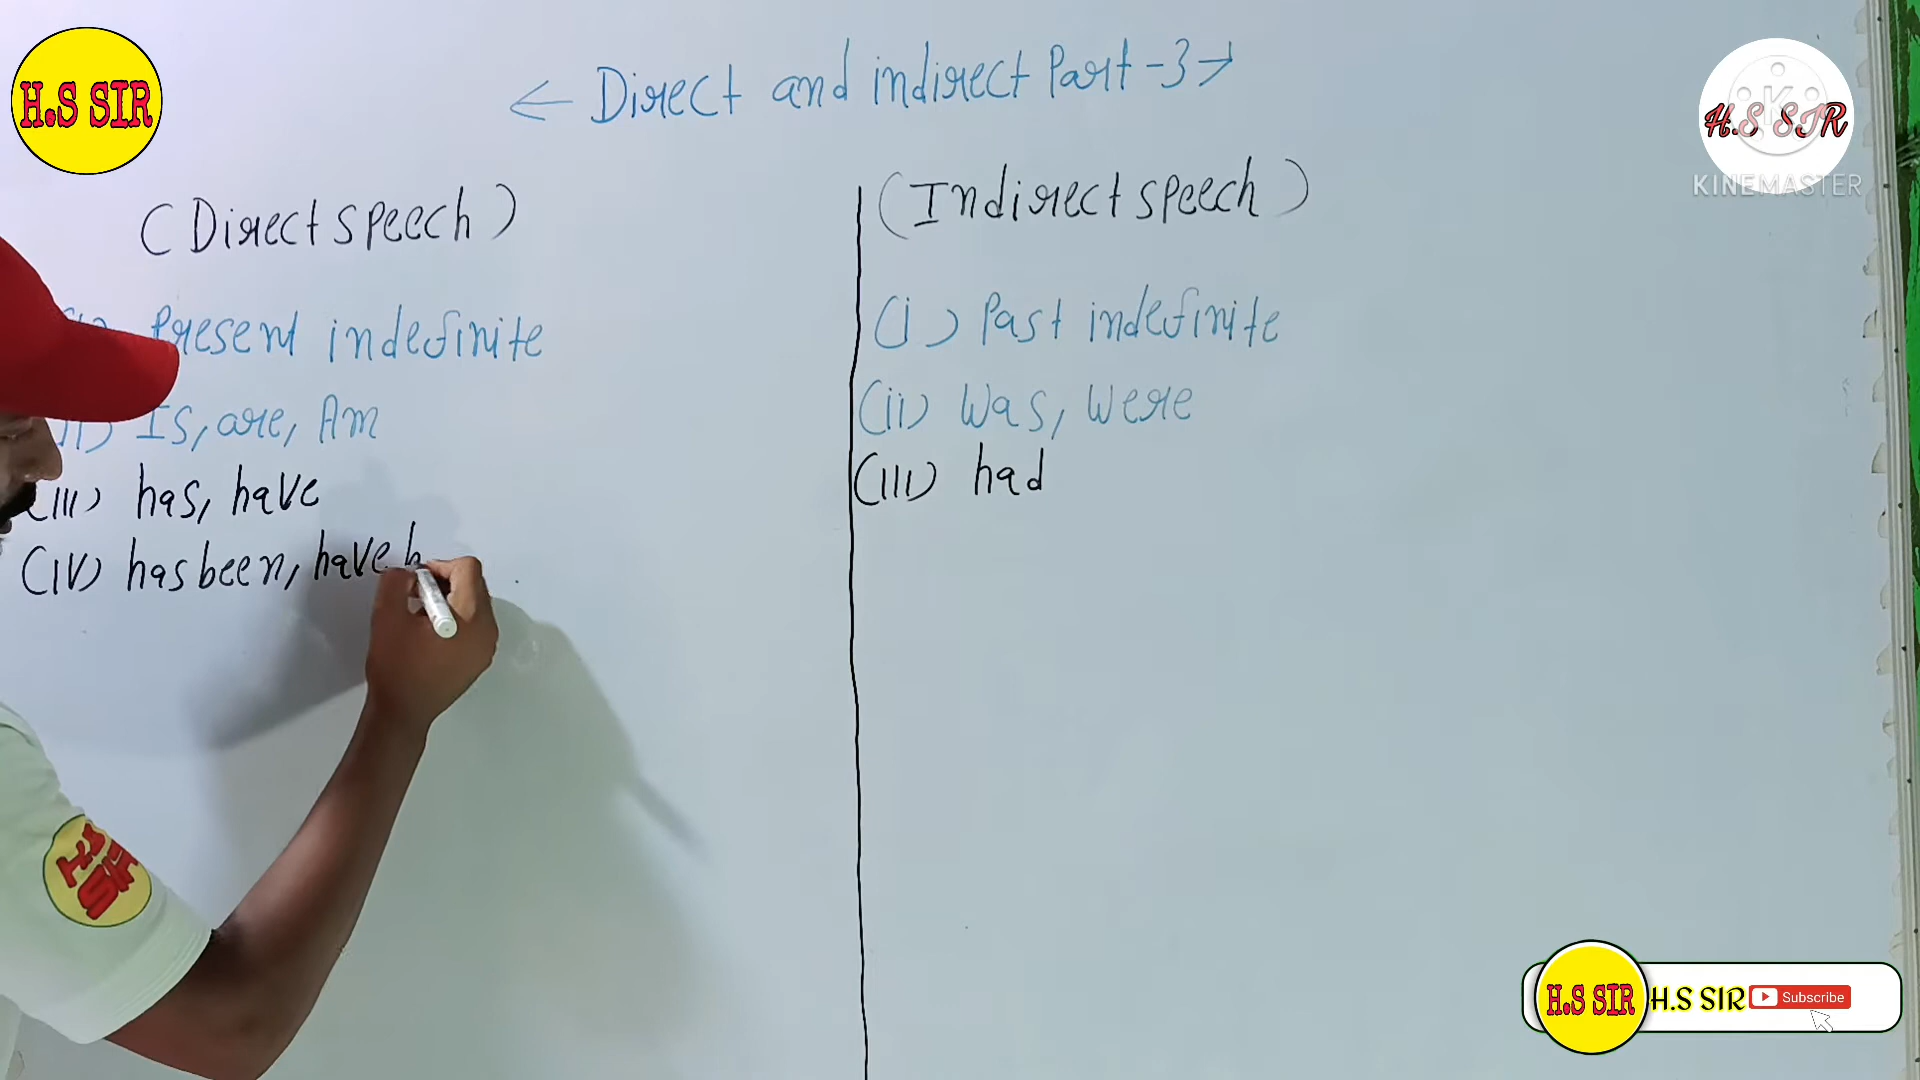 H.S SIR
← Direct and indirect Part-3 →
H.S SIR
KINEMASTER
(Direct speech)
(Indirect speech)
Present indefinite
(i) Past indefinite
(ii) Is, are, Am
(ii) Was, Were
(III) has, have
(III) had
(IV) has been, have b
H.S SIR
H.S SIR
Subscribe